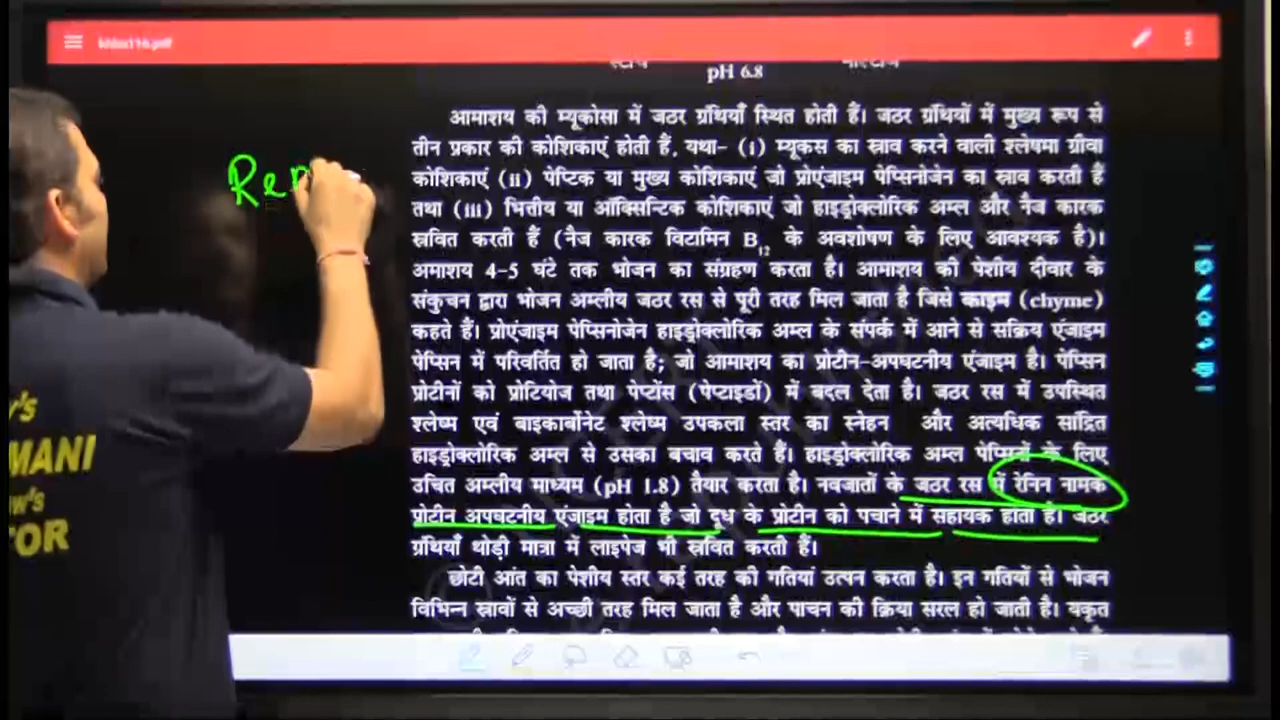 khbo116.pdf
pH 6.8
Ren
आमाशय की म्यूकोसा में जठर ग्रंथियाँ स्थित होती हैं। जठर ग्रंथियों में मुख्य रूप से
तीन प्रकार की कोशिकाएं होती हैं, यथा- (i) म्यूकस का स्राव करने वाली श्लेषमा ग्रीवा
कोशिकाएं (ii) पेप्टिक या मुख्य कोशिकाएं जो प्रोएंजाइम पेप्सिनोजेन का स्राव करती हैं
तथा (iii) भित्तीय या ऑक्सिन्टिक कोशिकाएं जो हाइड्रोक्लोरिक अम्ल और नैज कारक
स्रवित करती हैं (नैज कारक विटामिन B12 के अवशोषण के लिए आवश्यक है)।
अमाशय 4-5 घंटे तक भोजन का संग्रहण करता है। आमाशय की पेशीय दीवार के
संकुचन द्वारा भोजन अम्लीय जठर रस से पूरी तरह मिल जाता है जिसे काइम (chyme)
कहते हैं। प्रोएंजाइम पेप्सिनोजेन हाइड्रोक्लोरिक अम्ल के संपर्क में आने से सक्रिय एंजाइम
पेप्सिन में परिवर्तित हो जाता है; जो आमाशय का प्रोटीन-अपघटनीय एंजाइम है। पेप्सिन
प्रोटीनों को प्रोटियोज तथा पेप्टोंस (पेप्टाइडों) में बदल देता है। जठर रस में उपस्थित
श्लेष्म एवं बाइकार्बोनेट श्लेष्म उपकला स्तर का स्नेहन और अत्यधिक सांद्रित
हाइड्रोक्लोरिक अम्ल से उसका बचाव करते हैं। हाइड्रोक्लोरिक अम्ल पेप्सिनों के लिए
उचित अम्लीय माध्यम (pH 1.8) तैयार करता है। नवजातों के जठर रस में रेनिन नामक
प्रोटीन अपघटनीय एंजाइम होता है जो दूध के प्रोटीन को पचाने में सहायक होता है। जठर
ग्रंथियाँ थोड़ी मात्रा में लाइपेज भी स्रवित करती हैं।
छोटी आंत का पेशीय स्तर कई तरह की गतियां उत्पन करता है। इन गतियों से भोजन
विभिन्न स्रावों से अच्छी तरह मिल जाता है और पाचन की क्रिया सरल हो जाती है। यकृत